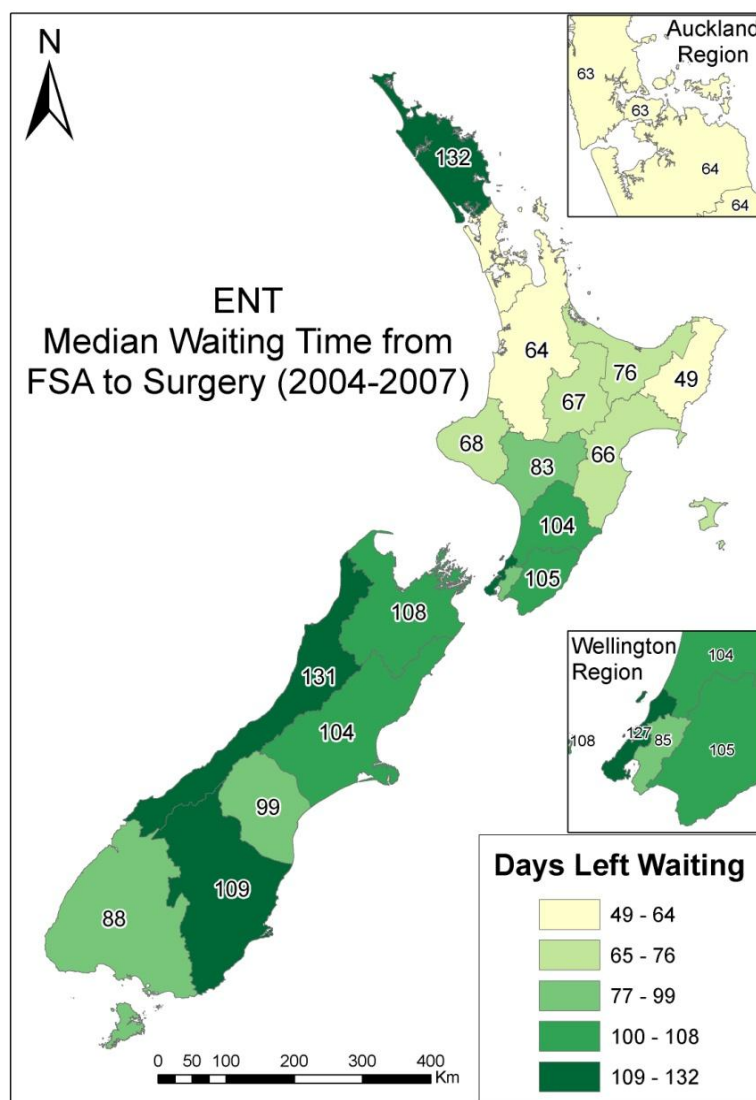 N
Auckland
Region
63
63
64
64
132
ENT
Median Waiting Time from
FSA to Surgery (2004-2007)
64
76
49
67
68
66
83
104
105
108
131
104
99
109
88
Wellington
Region
104
108
127
85
105
Days Left Waiting
49 - 64
65 - 76
77 - 99
100 - 108
109 - 132
0 50 100 200 300 400
Km